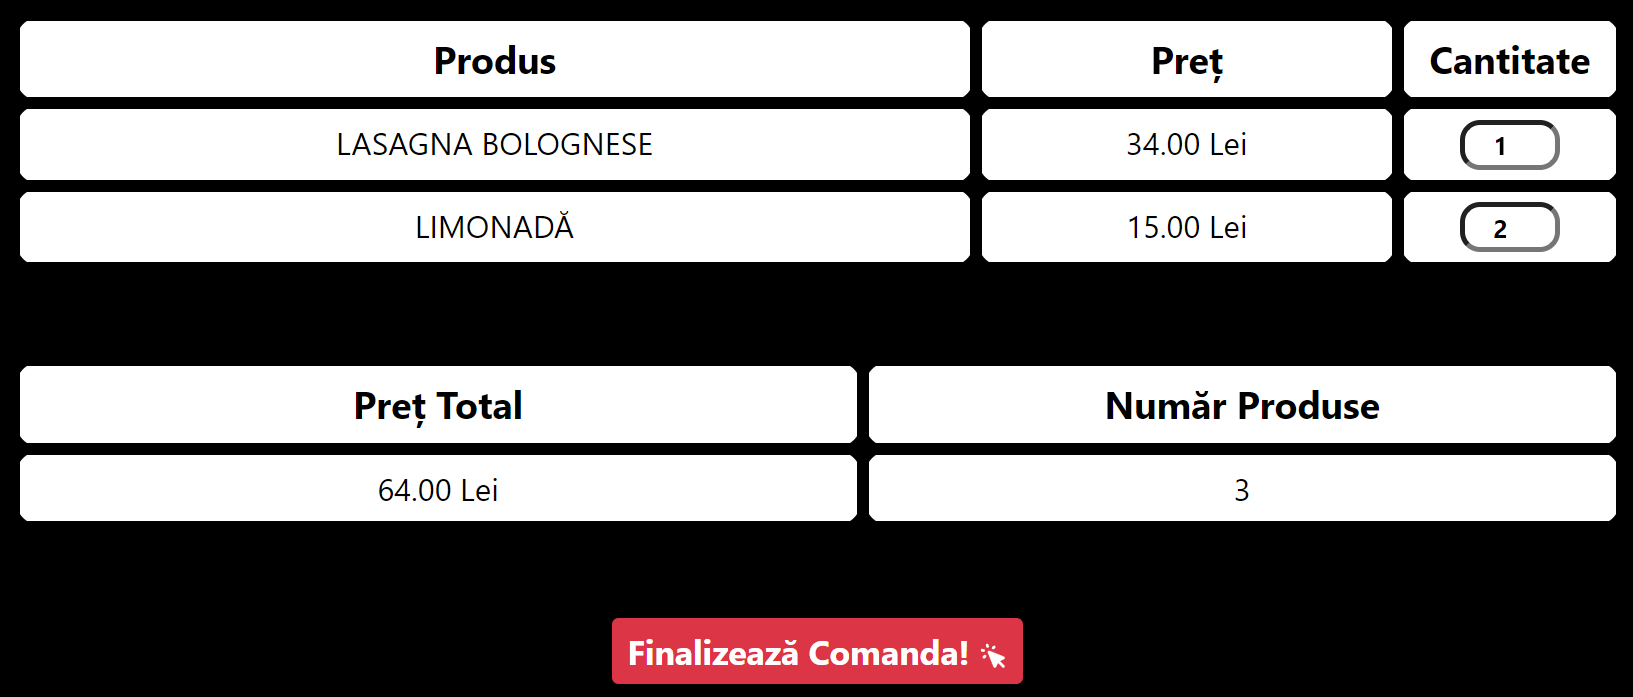 Produs Preț Cantitate
LASAGNA BOLOGNESE 34.00 Lei 1
LIMONADĂ 15.00 Lei 2
Preț Total Număr Produse
64.00 Lei 3
Finalizează Comanda!